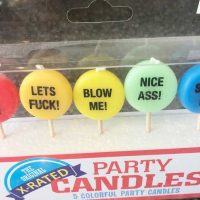 LETS
FUCK!
BLOW
ME!
NICE
ASS!
THE ORIGINAL
X-RATED
PARTY
CANDLES
5 COLORFUL PARTY CANDLES